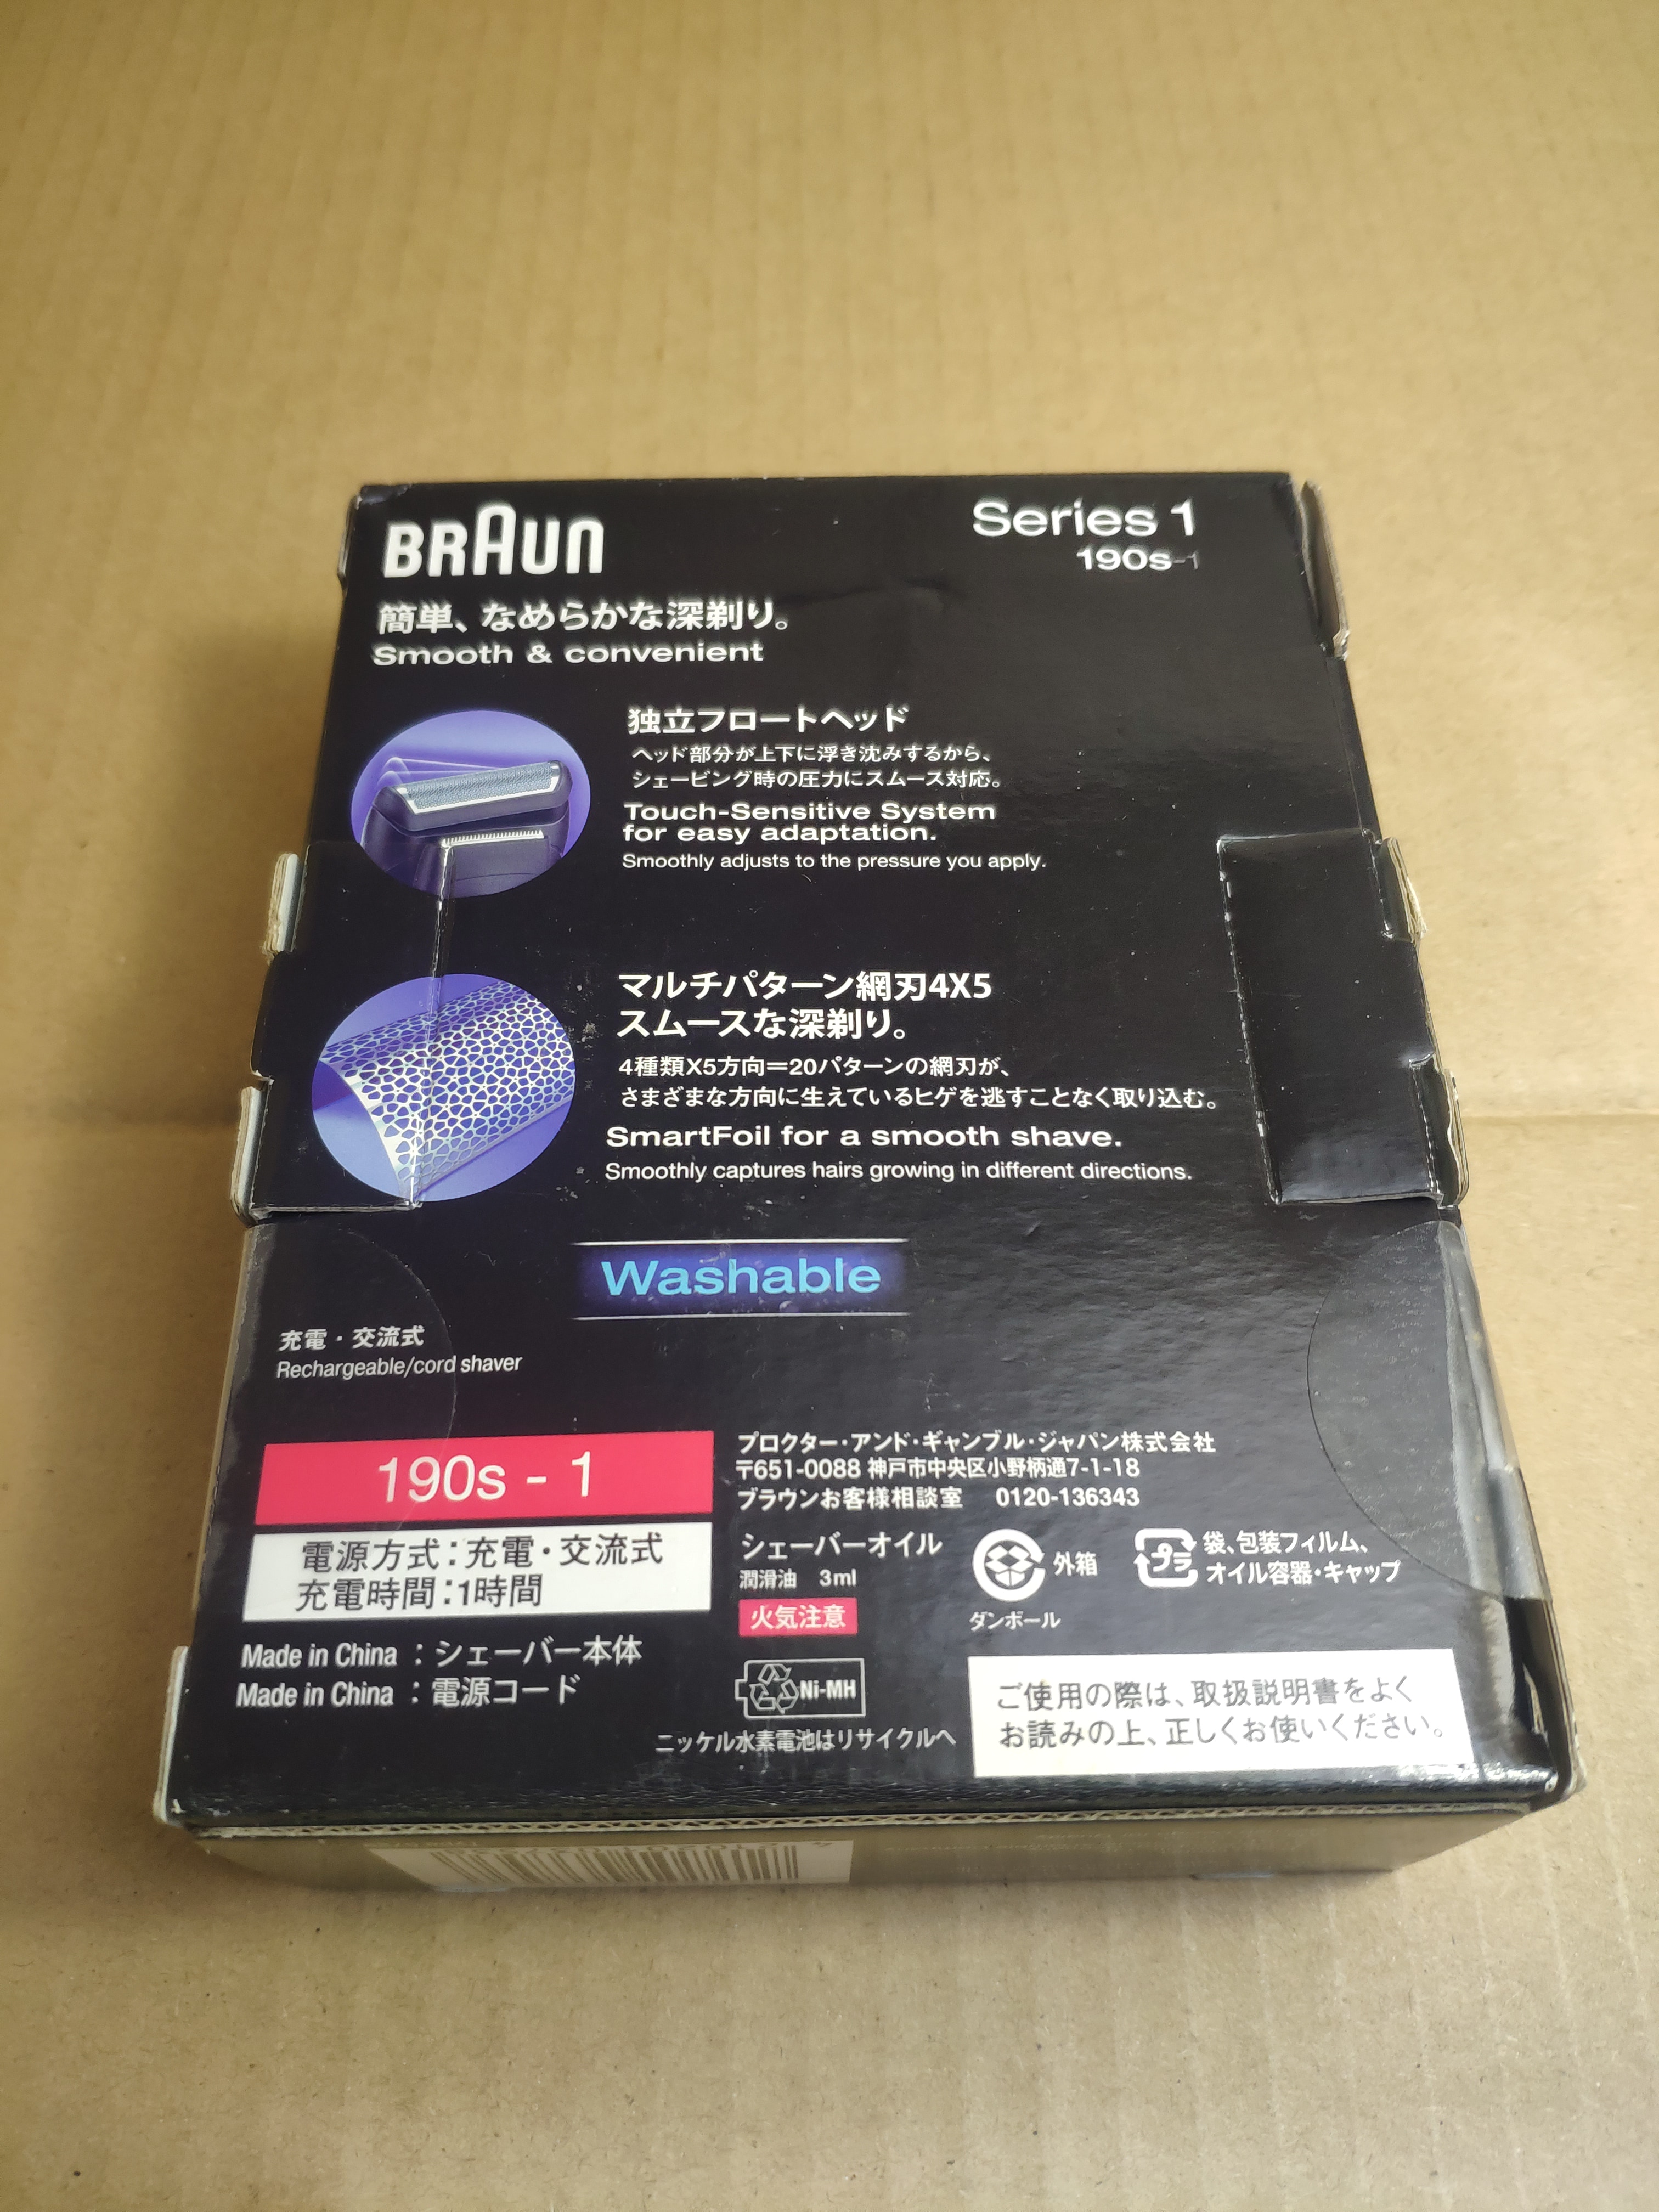 BRAUN
Series 1
190s-1
簡単、なめらかな深剃り。
Smooth & convenient
独立フロートヘッド
ヘッド部分が上下に浮き沈みするから、
シェービング時の圧力にスムース対応。
Touch-Sensitive System
for easy adaptation.
Smoothly adjusts to the pressure you apply.
マルチパターン網刃4X5
スムースな深剃り。
4種類X5方向=20パターンの網刃が、
さまざまな方向に生えているヒゲを逃すことなく取り込む。
SmartFoil for a smooth shave.
Smoothly captures hairs growing in different directions.
Washable
充電・交流式
Rechargeable/cord shaver
190s - 1
電源方式:充電・交流式
充電時間:1時間
Made in China :シェーバー本体
Made in China :電源コード
プロクター・アンド・ギャンブル・ジャパン株式会社
〒651-0088 神戸市中央区小野柄通7-1-18
ブラウンお客様相談室 0120-136343
シェーバーオイル
潤滑油 3ml
火気注意
外箱
ダンボール
プラ
袋、包装フィルム、
オイル容器・キャップ
Ni-MH
ニッケル水素電池はリサイクルへ
ご使用の際は、取扱説明書をよく
お読みの上、正しくお使いください。